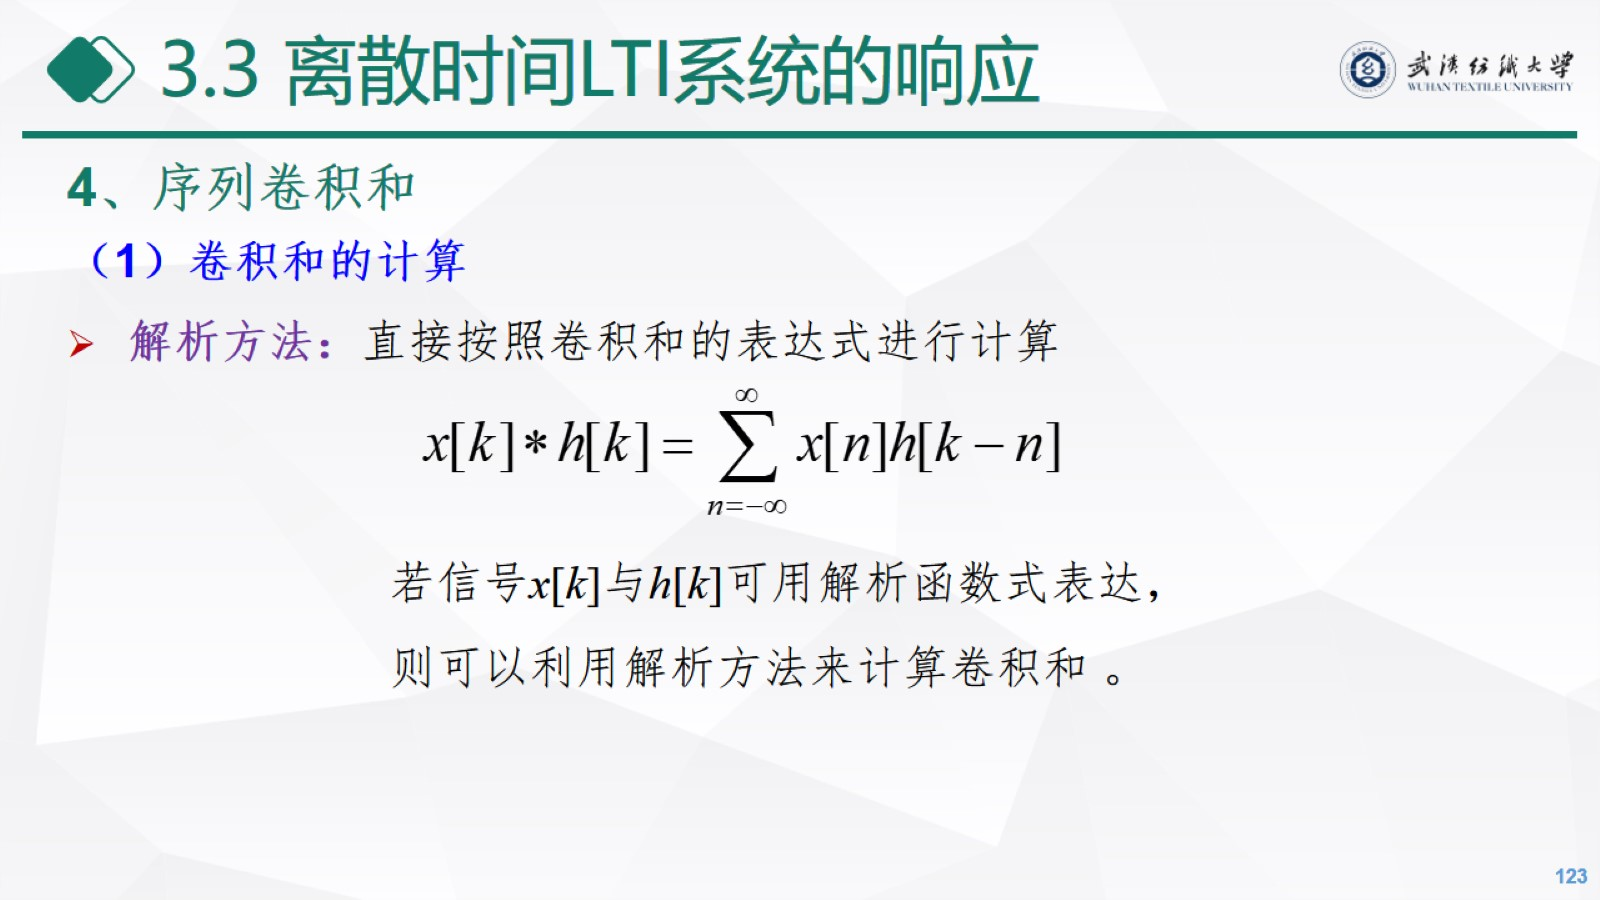 3.3 离散时间LTI系统的响应
武汉纺织大学
WUHAN TEXTILE UNIVERSITY
4、序列卷积和
（1）卷积和的计算
➢ 解析方法：直接按照卷积和的表达式进行计算
x[k]*h[k]=∑_{n=−∞}^{∞} x[n]h[k−n]
若信号x[k]与h[k]可用解析函数式表达，
则可以利用解析方法来计算卷积和 。
123